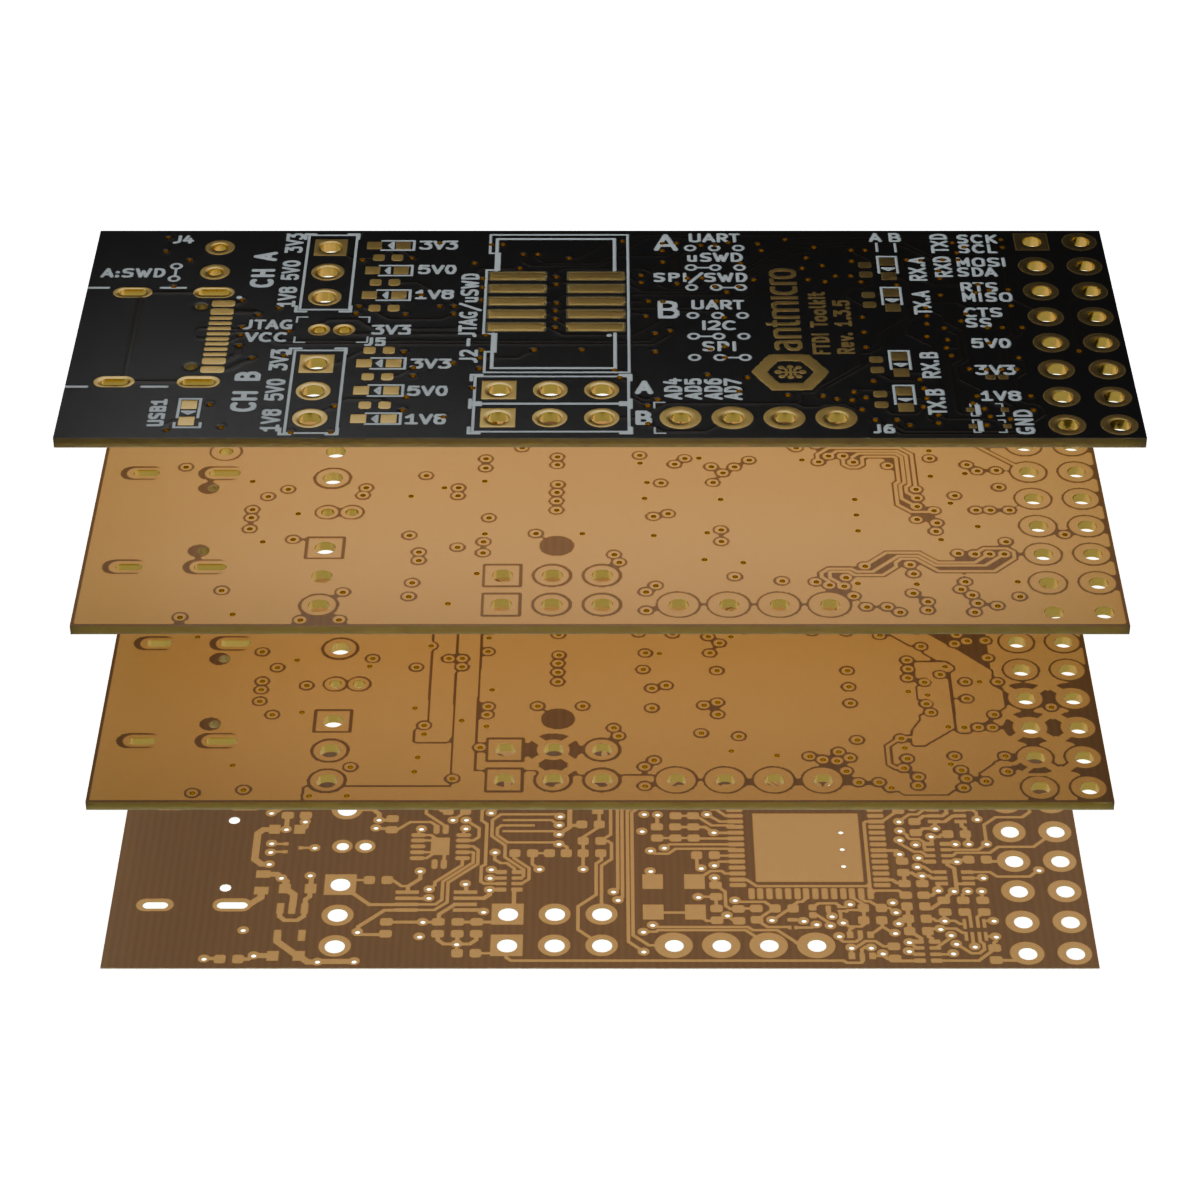 J4
A:SWD
CH A
3V3
5V0
1V8
3V3
5V0
1V8
JTAG
VCC
3V3
J5
CH B
3V3
5V0
1V8
3V3
5V0
1V6
USB1
J2-JTAG/uSWD
A
B
A
UART
uSWD
SPI/SWD
B
UART
I2C
SPI
AD4
AD5
AD6
AD7
antmicro
FTDI Toolkit
Rev. 1.3.5
A B
RX.A
TX.A
RX.B
TX.B
J6
RXD TXD
SCK
SCL
MOSI
SDA
RTS
MISO
CTS
SS
5V0
3V3
1V8
GND